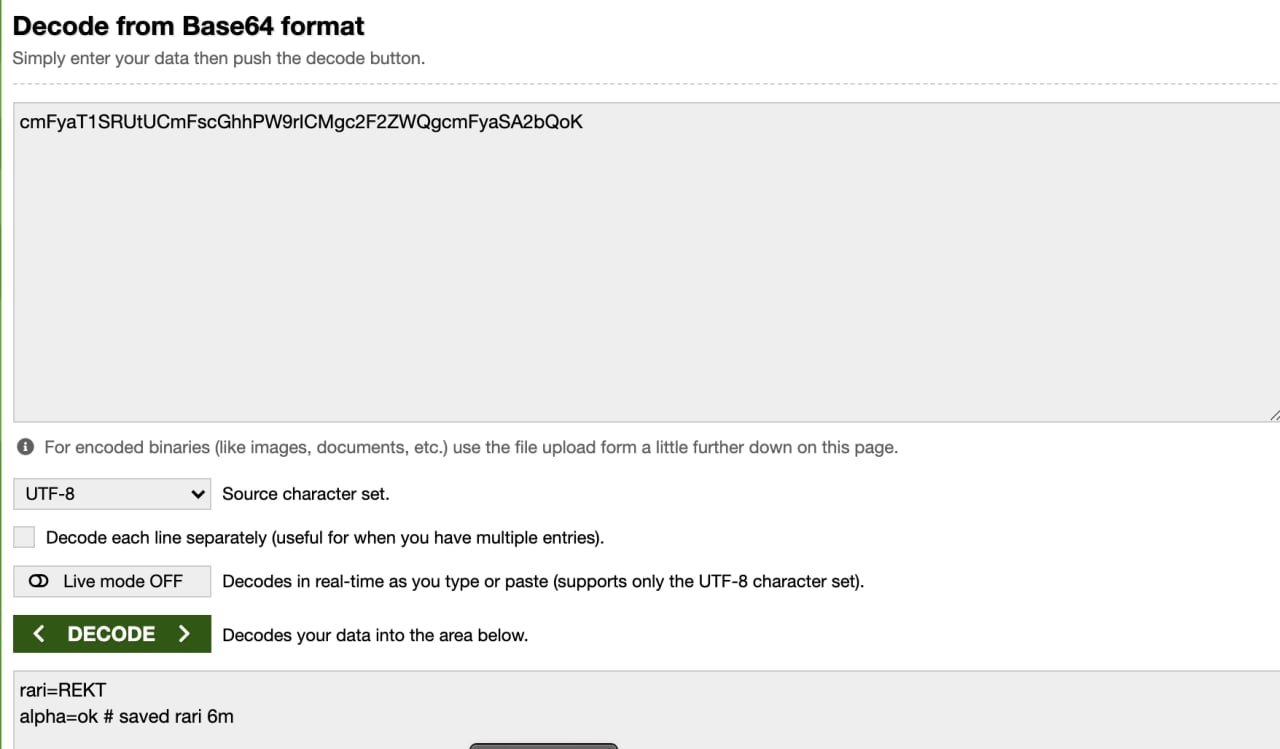 Decode from Base64 format
Simply enter your data then push the decode button.
cmFyaT1SRUtUCmFscGhhPW9rICMgc2F2ZWQgcmFyaSA2bQoK
For encoded binaries (like images, documents, etc.) use the file upload form a little further down on this page.
UTF-8 Source character set.
Decode each line separately (useful for when you have multiple entries).
Live mode OFF Decodes in real-time as you type or paste (supports only the UTF-8 character set).
< DECODE > Decodes your data into the area below.
rari=REKT
alpha=ok # saved rari 6m